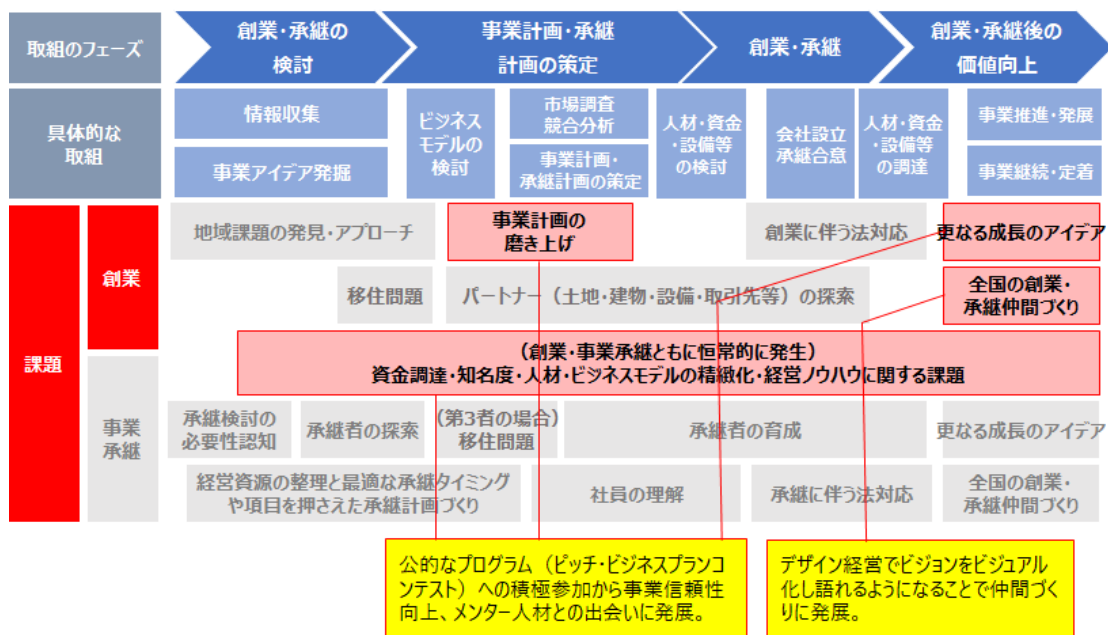 取組のフェーズ
創業・承継の
検討
事業計画・承継
計画の策定
創業・承継
創業・承継後の
価値向上
具体的な
取組
情報収集
事業アイデア発掘
ビジネス
モデルの
検討
市場調査
競合分析
事業計画・
承継計画の策定
人材・資金
・設備等
の検討
会社設立
承継合意
人材・資金
・設備等
の調達
事業推進・発展
事業継続・定着
課題
創業
地域課題の発見・アプローチ
事業計画の
磨き上げ
創業に伴う法対応
更なる成長のアイデア
移住問題
パートナー（土地・建物・設備・取引先等）の探索
全国の創業・
承継仲間づくり
（創業・事業承継ともに恒常的に発生）
資金調達・知名度・人材・ビジネスモデルの精緻化・経営ノウハウに関する課題
事業
承継
承継検討の
必要性認知
承継者の探索
（第3者の場合）
移住問題
承継者の育成
更なる成長のアイデア
経営資源の整理と最適な承継タイミング
や項目を押さえた承継計画づくり
社員の理解
承継に伴う法対応
全国の創業・
承継仲間づくり
公的なプログラム（ピッチ・ビジネスプランコ
ンテスト）への積極参加から事業信頼性
向上、メンター人材との出会いに発展。
デザイン経営でビジョンをビジュアル
化し語れるようになることで仲間づく
りに発展。